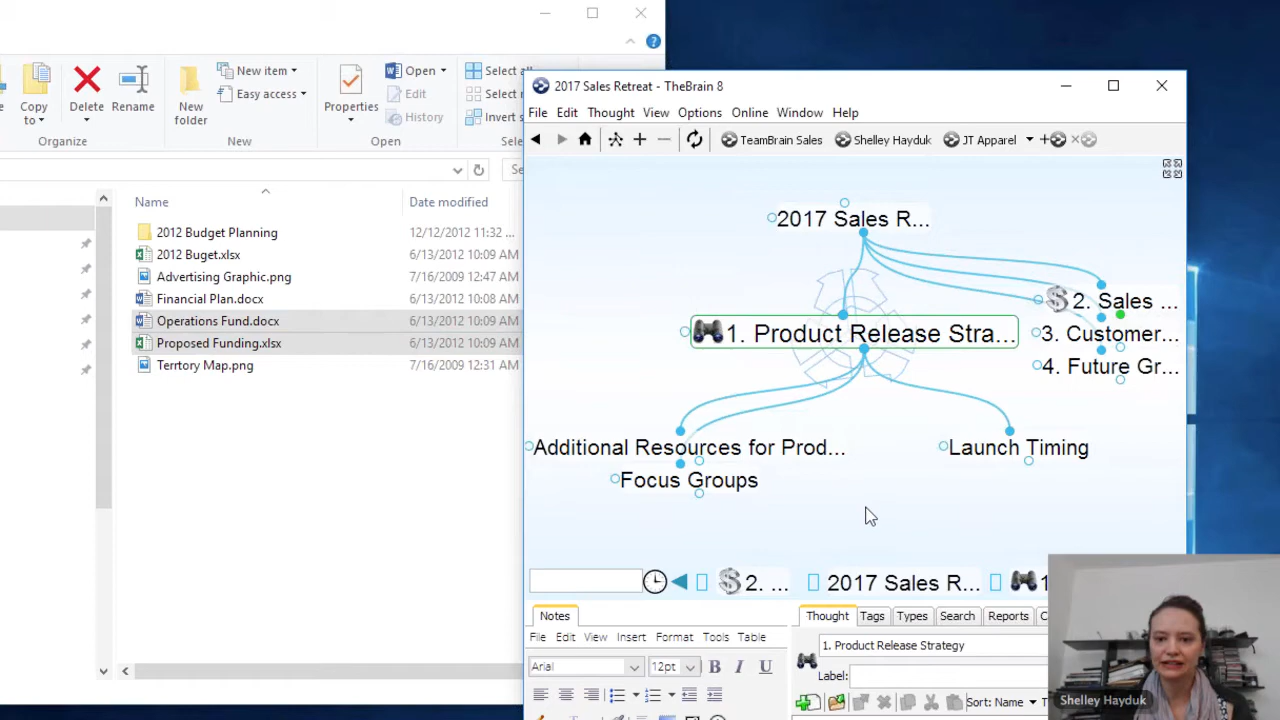 Copy
to
Delete
Rename
Organize
New
folder
New item
Easy access
New
Properties
Open
Edit
History
Open
Select
Select
Invert
Sel
Se
Name
Date modified
2012 Budget Planning
12/12/2012 11:32 ...
2012 Buget.xlsx
6/13/2012 10:09 AM
Advertising Graphic.png
7/16/2009 12:47 AM
Financial Plan.docx
6/13/2012 10:08 AM
Operations Fund.docx
6/13/2012 10:09 AM
Proposed Funding.xlsx
6/13/2012 10:09 AM
Terrtory Map.png
7/16/2009 12:31 AM
2017 Sales Retreat - TheBrain 8
File Edit Thought View Options Online Window Help
TeamBrain Sales Shelley Hayduk JT Apparel
2017 Sales R...
$ 2. Sales ...
1. Product Release Stra...
3. Customer...
4. Future Gr...
Additional Resources for Prod...
Launch Timing
Focus Groups
$ 2. ... 2017 Sales R... 1
Notes
File Edit View Insert Format Tools Table
Arial 12pt B I U
Thought Tags Types Search Reports C
1. Product Release Strategy
Label:
Sort: Name T
Shelley Hayduk